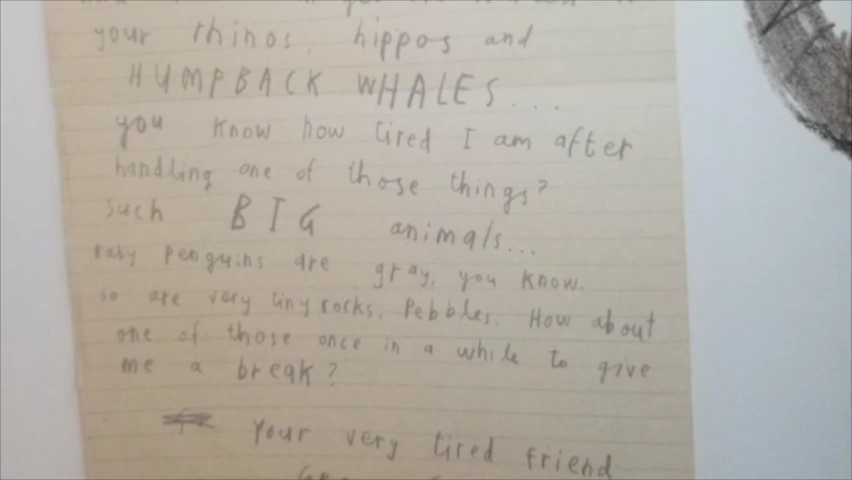 your rhinos, hippos and
HUMPBACK WHALES...
you know how tired I am after
handling one of those things?
such BIG animals...
Baby penguins are gray, you know.
so are very tiny rocks. Pebbles. How about
one of those once in a while to give
me a break?
Your very tired friend